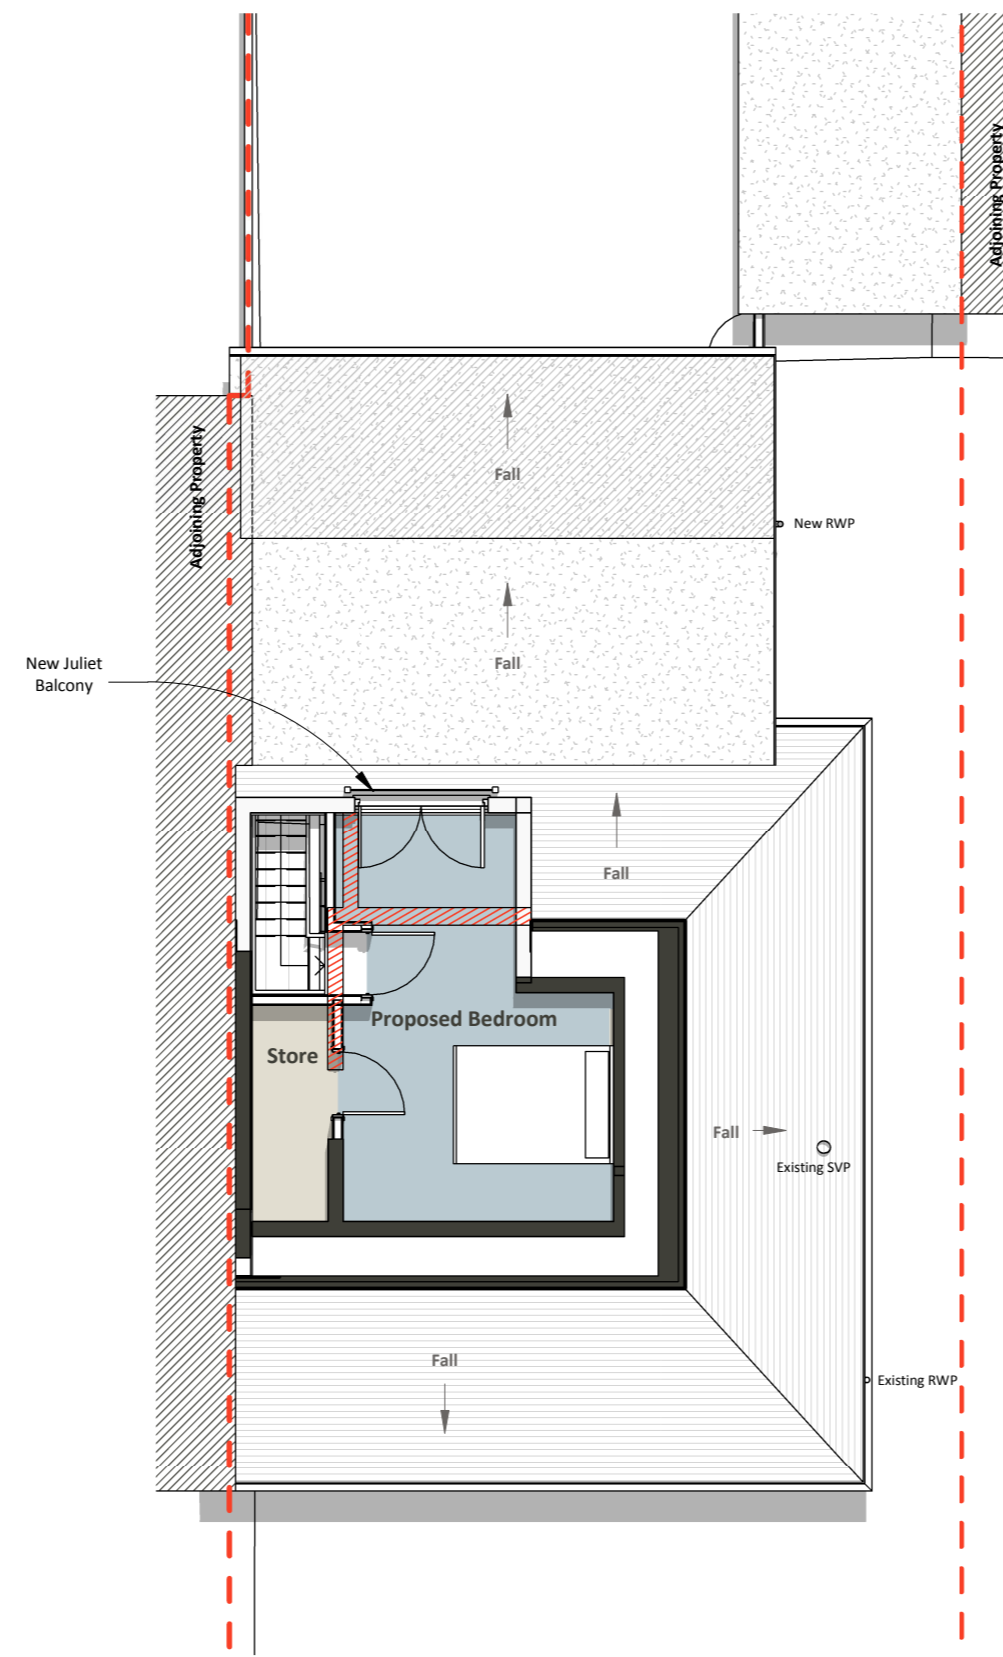 Adjoining Property
Fall
Adjoining Property
New RWP
Fall
New Juliet
Balcony
Fall
Proposed Bedroom
Store
Fall
Existing SVP
Fall
Existing RWP